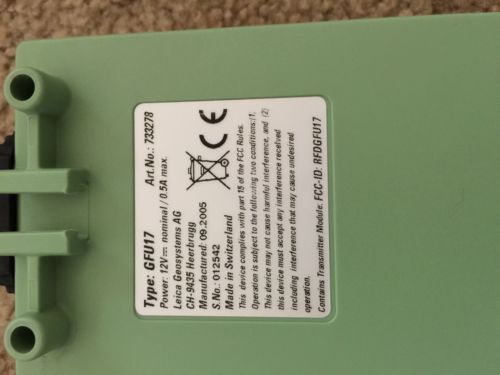 Type: GFU17 Art.No.: 733278
Power: 12V⎓ nominal / 0.5A max.
Leica Geosystems AG
CH-9435 Heerbrugg
Manufactured: 09.2005
S.No.: 012542
Made in Switzerland
CE
This device complies with part 15 of the FCC Rules.
Operation is subject to the following two conditions:(1,
This device may not cause harmful interference, and (2)
this device must accept any interference received
including interference that may cause undesired
operation.
Contains Transmitter Module: FCC-ID: RFDGFU17